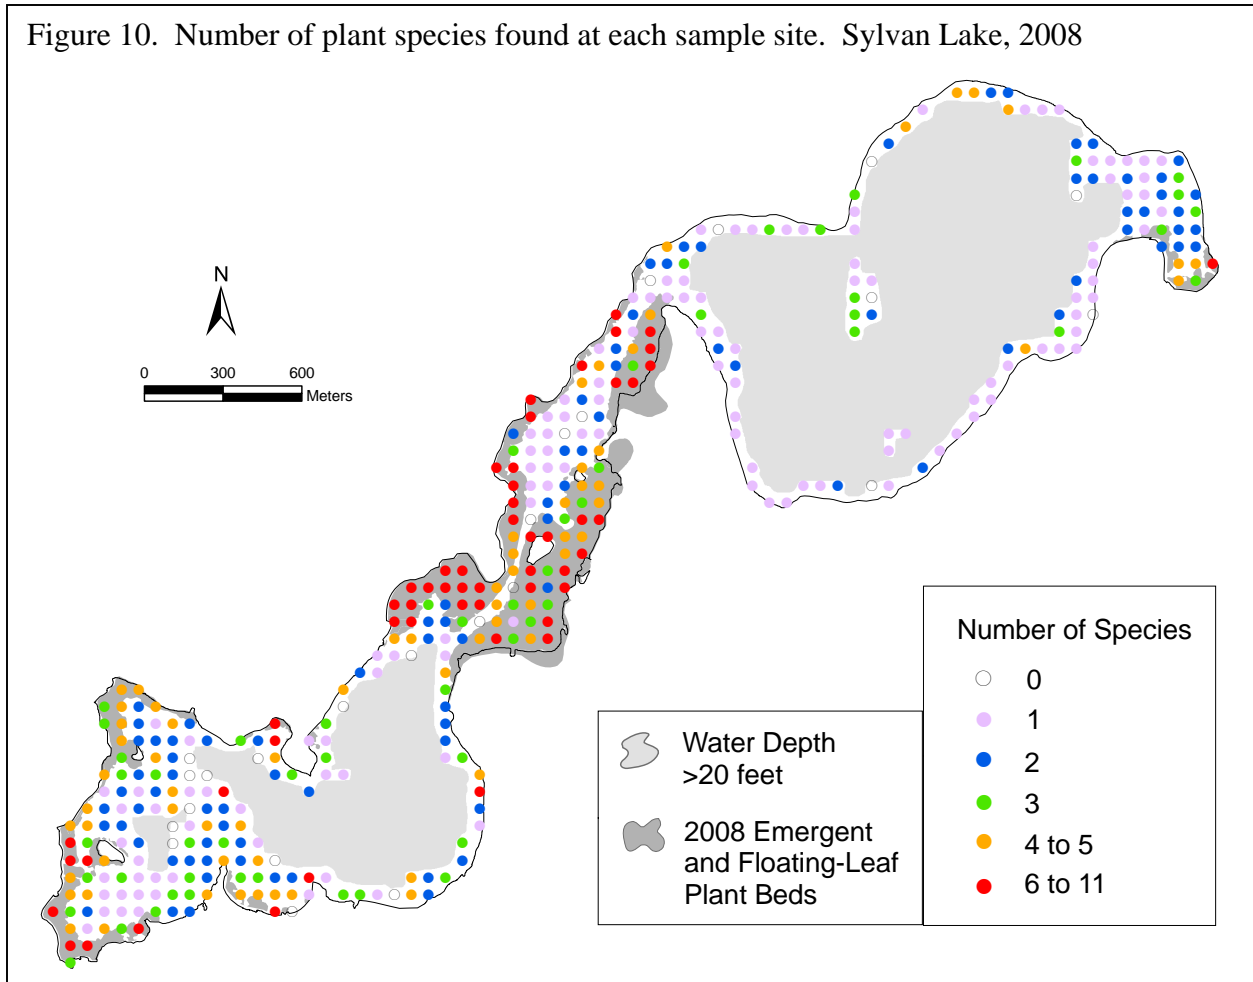 Figure 10.  Number of plant species found at each sample site.  Sylvan Lake, 2008
N
0 300 600
Meters
Number of Species
0
1
2
3
4 to 5
6 to 11
Water Depth
>20 feet
2008 Emergent
and Floating-Leaf
Plant Beds